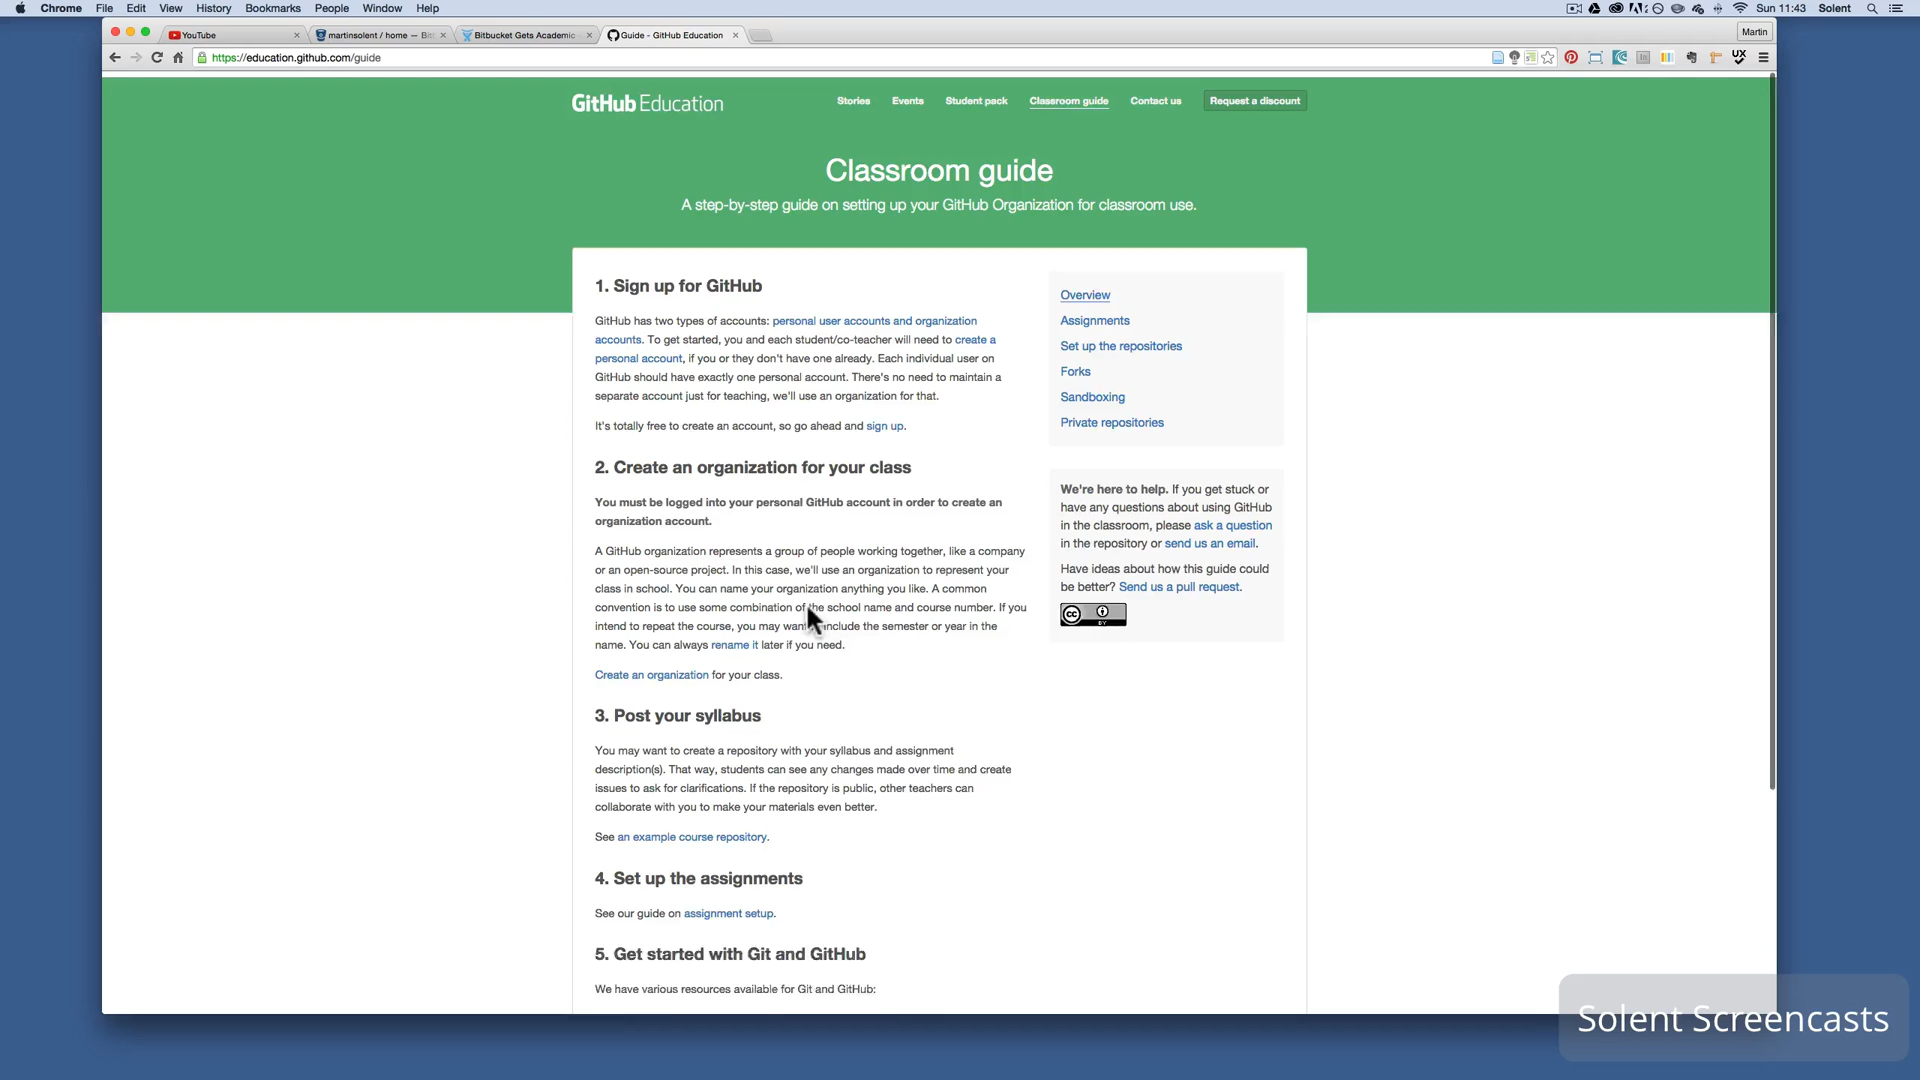 Chrome File Edit View History Bookmarks People Window Help
Sun 11:43 Solent
YouTube
martinsolent / home — Bit
Bitbucket Gets Academic
Guide - GitHub Education
Martin
https://education.github.com/guide
GitHub Education
Stories Events Student pack Classroom guide Contact us Request a discount
Classroom guide
A step-by-step guide on setting up your GitHub Organization for classroom use.
1. Sign up for GitHub
GitHub has two types of accounts: personal user accounts and organization
accounts. To get started, you and each student/co-teacher will need to create a
personal account, if you or they don't have one already. Each individual user on
GitHub should have exactly one personal account. There's no need to maintain a
separate account just for teaching, we'll use an organization for that.
It's totally free to create an account, so go ahead and sign up.
2. Create an organization for your class
You must be logged into your personal GitHub account in order to create an
organization account.
A GitHub organization represents a group of people working together, like a company
or an open-source project. In this case, we'll use an organization to represent your
class in school. You can name your organization anything you like. A common
convention is to use some combination of the school name and course number. If you
intend to repeat the course, you may want include the semester or year in the
name. You can always rename it later if you need.
Create an organization for your class.
3. Post your syllabus
You may want to create a repository with your syllabus and assignment
description(s). That way, students can see any changes made over time and create
issues to ask for clarifications. If the repository is public, other teachers can
collaborate with you to make your materials even better.
See an example course repository.
4. Set up the assignments
See our guide on assignment setup.
5. Get started with Git and GitHub
We have various resources available for Git and GitHub:
Overview
Assignments
Set up the repositories
Forks
Sandboxing
Private repositories
We're here to help. If you get stuck or
have any questions about using GitHub
in the classroom, please ask a question
in the repository or send us an email.
Have ideas about how this guide could
be better? Send us a pull request.
cc BY
UX
Solent Screencasts